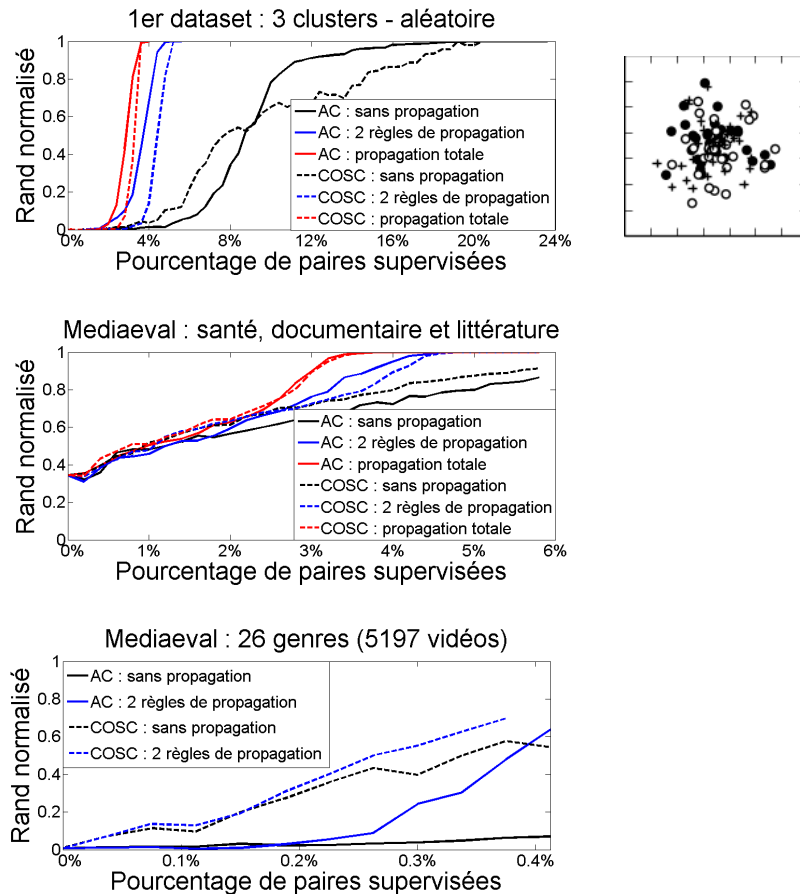 1er dataset : 3 clusters - aléatoire
Rand normalisé
1
0.8
0.6
0.4
0.2
0
AC : sans propagation
AC : 2 règles de propagation
AC : propagation totale
COSC : sans propagation
COSC : 2 règles de propagation
COSC : propagation totale
0% 4% 8% 12% 16% 20% 24%
Pourcentage de paires supervisées
Mediaeval : santé, documentaire et littérature
Rand normalisé
1
0.8
0.6
0.4
0.2
0
AC : sans propagation
AC : 2 règles de propagation
AC : propagation totale
COSC : sans propagation
COSC : 2 règles de propagation
COSC : propagation totale
0% 1% 2% 3% 4% 5% 6%
Pourcentage de paires supervisées
Mediaeval : 26 genres (5197 vidéos)
Rand normalisé
1
0.8
0.6
0.4
0.2
0
AC : sans propagation
AC : 2 règles de propagation
COSC : sans propagation
COSC : 2 règles de propagation
0% 0.1% 0.2% 0.3% 0.4%
Pourcentage de paires supervisées